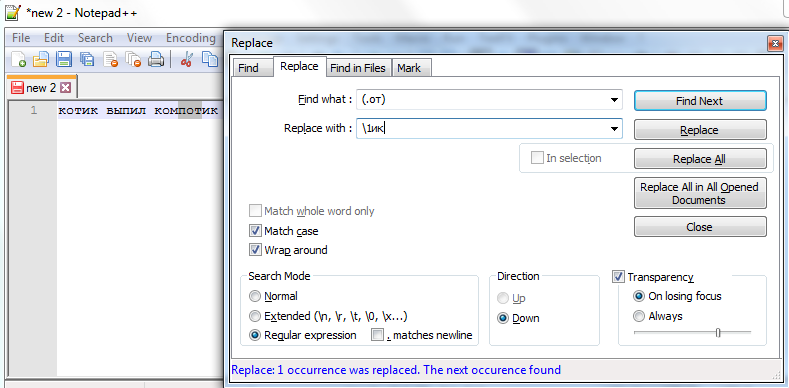 *new 2 - Notepad++
File Edit Search View Encoding
new 2
1 котик выпил компотик
Replace
Find Replace Find in Files Mark
Find what : (.от)
Find Next
Replace with : \1ик
Replace
In selection
Replace All
Replace All in All Opened Documents
Close
Match whole word only
Match case
Wrap around
Search Mode
Normal
Extended (\n, \r, \t, \0, \x...)
Regular expression
. matches newline
Direction
Up
Down
Transparency
On losing focus
Always
Replace: 1 occurrence was replaced. The next occurence found